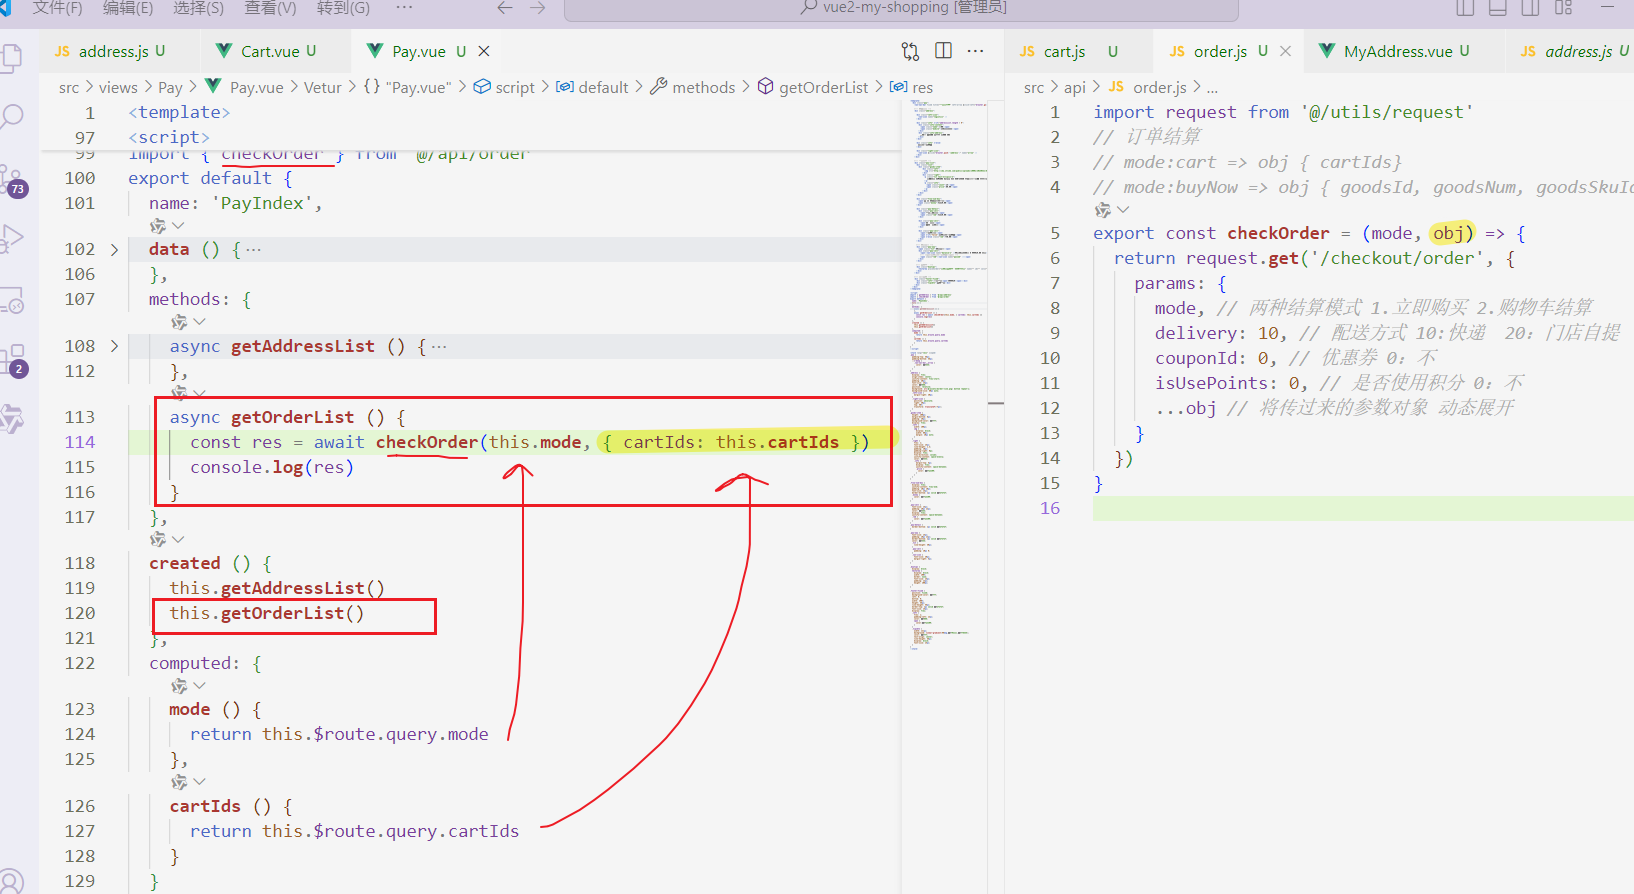 文件(F) 编辑(E) 选择(S) 查看(V) 转到(G) ··· vue2-my-shopping [管理员]
JS address.js U Cart.vue U Pay.vue U
src > views > Pay > Pay.vue > Vetur > {} "Pay.vue" > script > default > methods > getOrderList > res
1 <template>
97 <script>
99 import { checkOrder } from '@/api/order'
100 export default {
101 name: 'PayIndex',
102 data () { ···
106 },
107 methods: {
108 async getAddressList () { ···
112 },
113 async getOrderList () {
114 const res = await checkOrder(this.mode, { cartIds: this.cartIds })
115 console.log(res)
116 }
117 },
118 created () {
119 this.getAddressList()
120 this.getOrderList()
121 },
122 computed: {
123 mode () {
124 return this.$route.query.mode
125 },
126 cartIds () {
127 return this.$route.query.cartIds
128 }
129 }
73
2
JS cart.js U JS order.js U MyAddress.vue U JS address.js U
src > api > JS order.js > ...
1 import request from '@/utils/request'
2 // 订单结算
3 // mode:cart => obj { cartIds}
4 // mode:buyNow => obj { goodsId, goodsNum, goodsSkuId
5 export const checkOrder = (mode, obj) => {
6 return request.get('/checkout/order', {
7 params: {
8 mode, // 两种结算模式 1.立即购买 2.购物车结算
9 delivery: 10, // 配送方式 10:快递 20：门店自提
10 couponId: 0, // 优惠券 0：不
11 isUsePoints: 0, // 是否使用积分 0：不
12 ...obj // 将传过来的参数对象 动态展开
13 }
14 })
15 }
16